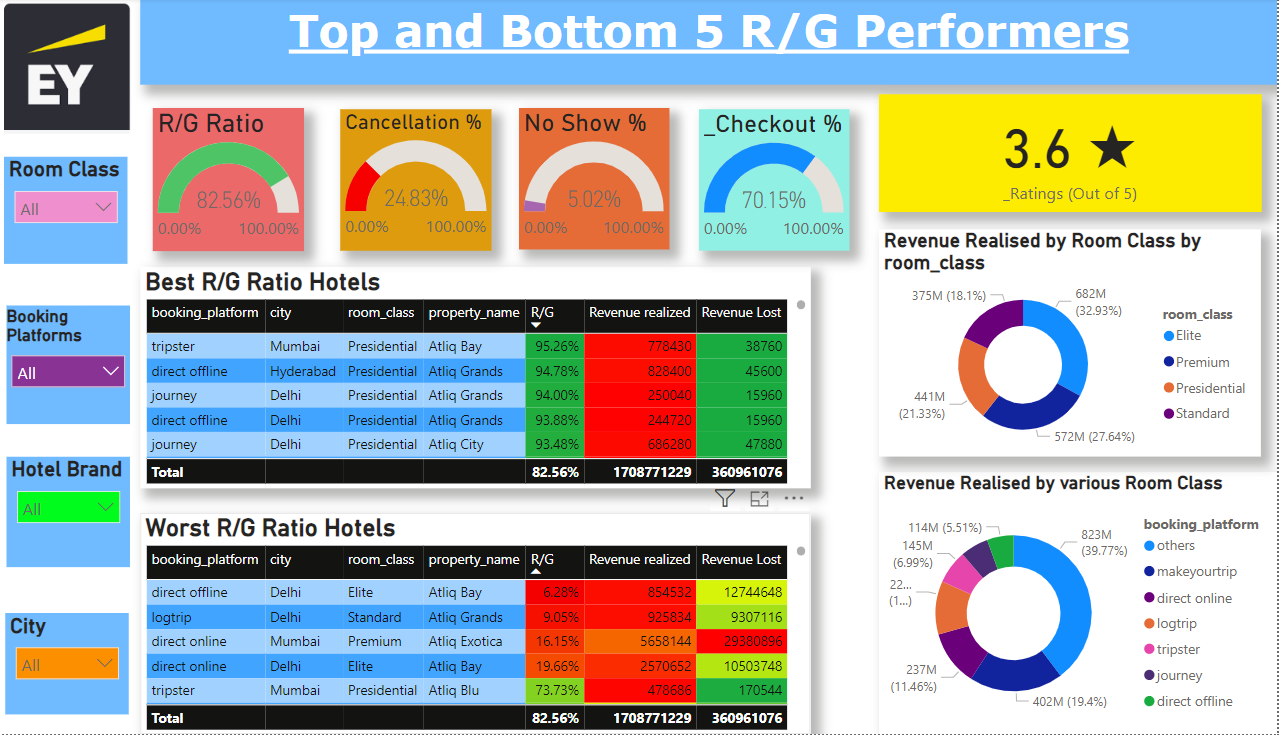 EY
Top and Bottom 5 R/G Performers
Room Class
All
Booking
Platforms
All
Hotel Brand
All
City
All
R/G Ratio
82.56%
0.00% 100.00%
Cancellation %
24.83%
0.00% 100.00%
No Show %
5.02%
0.00% 100.00%
_Checkout %
70.15%
0.00% 100.00%
3.6 ★
_Ratings (Out of 5)
Best R/G Ratio Hotels
booking_platform city room_class property_name R/G Revenue realized Revenue Lost
tripster Mumbai Presidential Atliq Bay 95.26% 778430 38760
direct offline Hyderabad Presidential Atliq Grands 94.78% 828400 45600
journey Delhi Presidential Atliq Grands 94.00% 250040 15960
direct offline Delhi Presidential Atliq Grands 93.88% 244720 15960
journey Delhi Presidential Atliq City 93.48% 686280 47880
Total 82.56% 1708771229 360961076
Worst R/G Ratio Hotels
booking_platform city room_class property_name R/G Revenue realized Revenue Lost
direct offline Delhi Elite Atliq Bay 6.28% 854532 12744648
logtrip Delhi Standard Atliq Grands 9.05% 925834 9307116
direct online Mumbai Premium Atliq Exotica 16.15% 5658144 29380896
direct online Delhi Elite Atliq Bay 19.66% 2570652 10503748
tripster Mumbai Presidential Atliq Blu 73.73% 478686 170544
Total 82.56% 1708771229 360961076
Revenue Realised by Room Class by
room_class
375M (18.1%)
682M
(32.93%)
441M
(21.33%)
572M (27.64%)
room_class
Elite
Premium
Presidential
Standard
Revenue Realised by various Room Class
114M (5.51%)
145M
(6.99%)
22...
(1...)
237M
(11.46%)
823M
(39.77%)
402M (19.4%)
booking_platform
others
makeyourtrip
direct online
logtrip
tripster
journey
direct offline